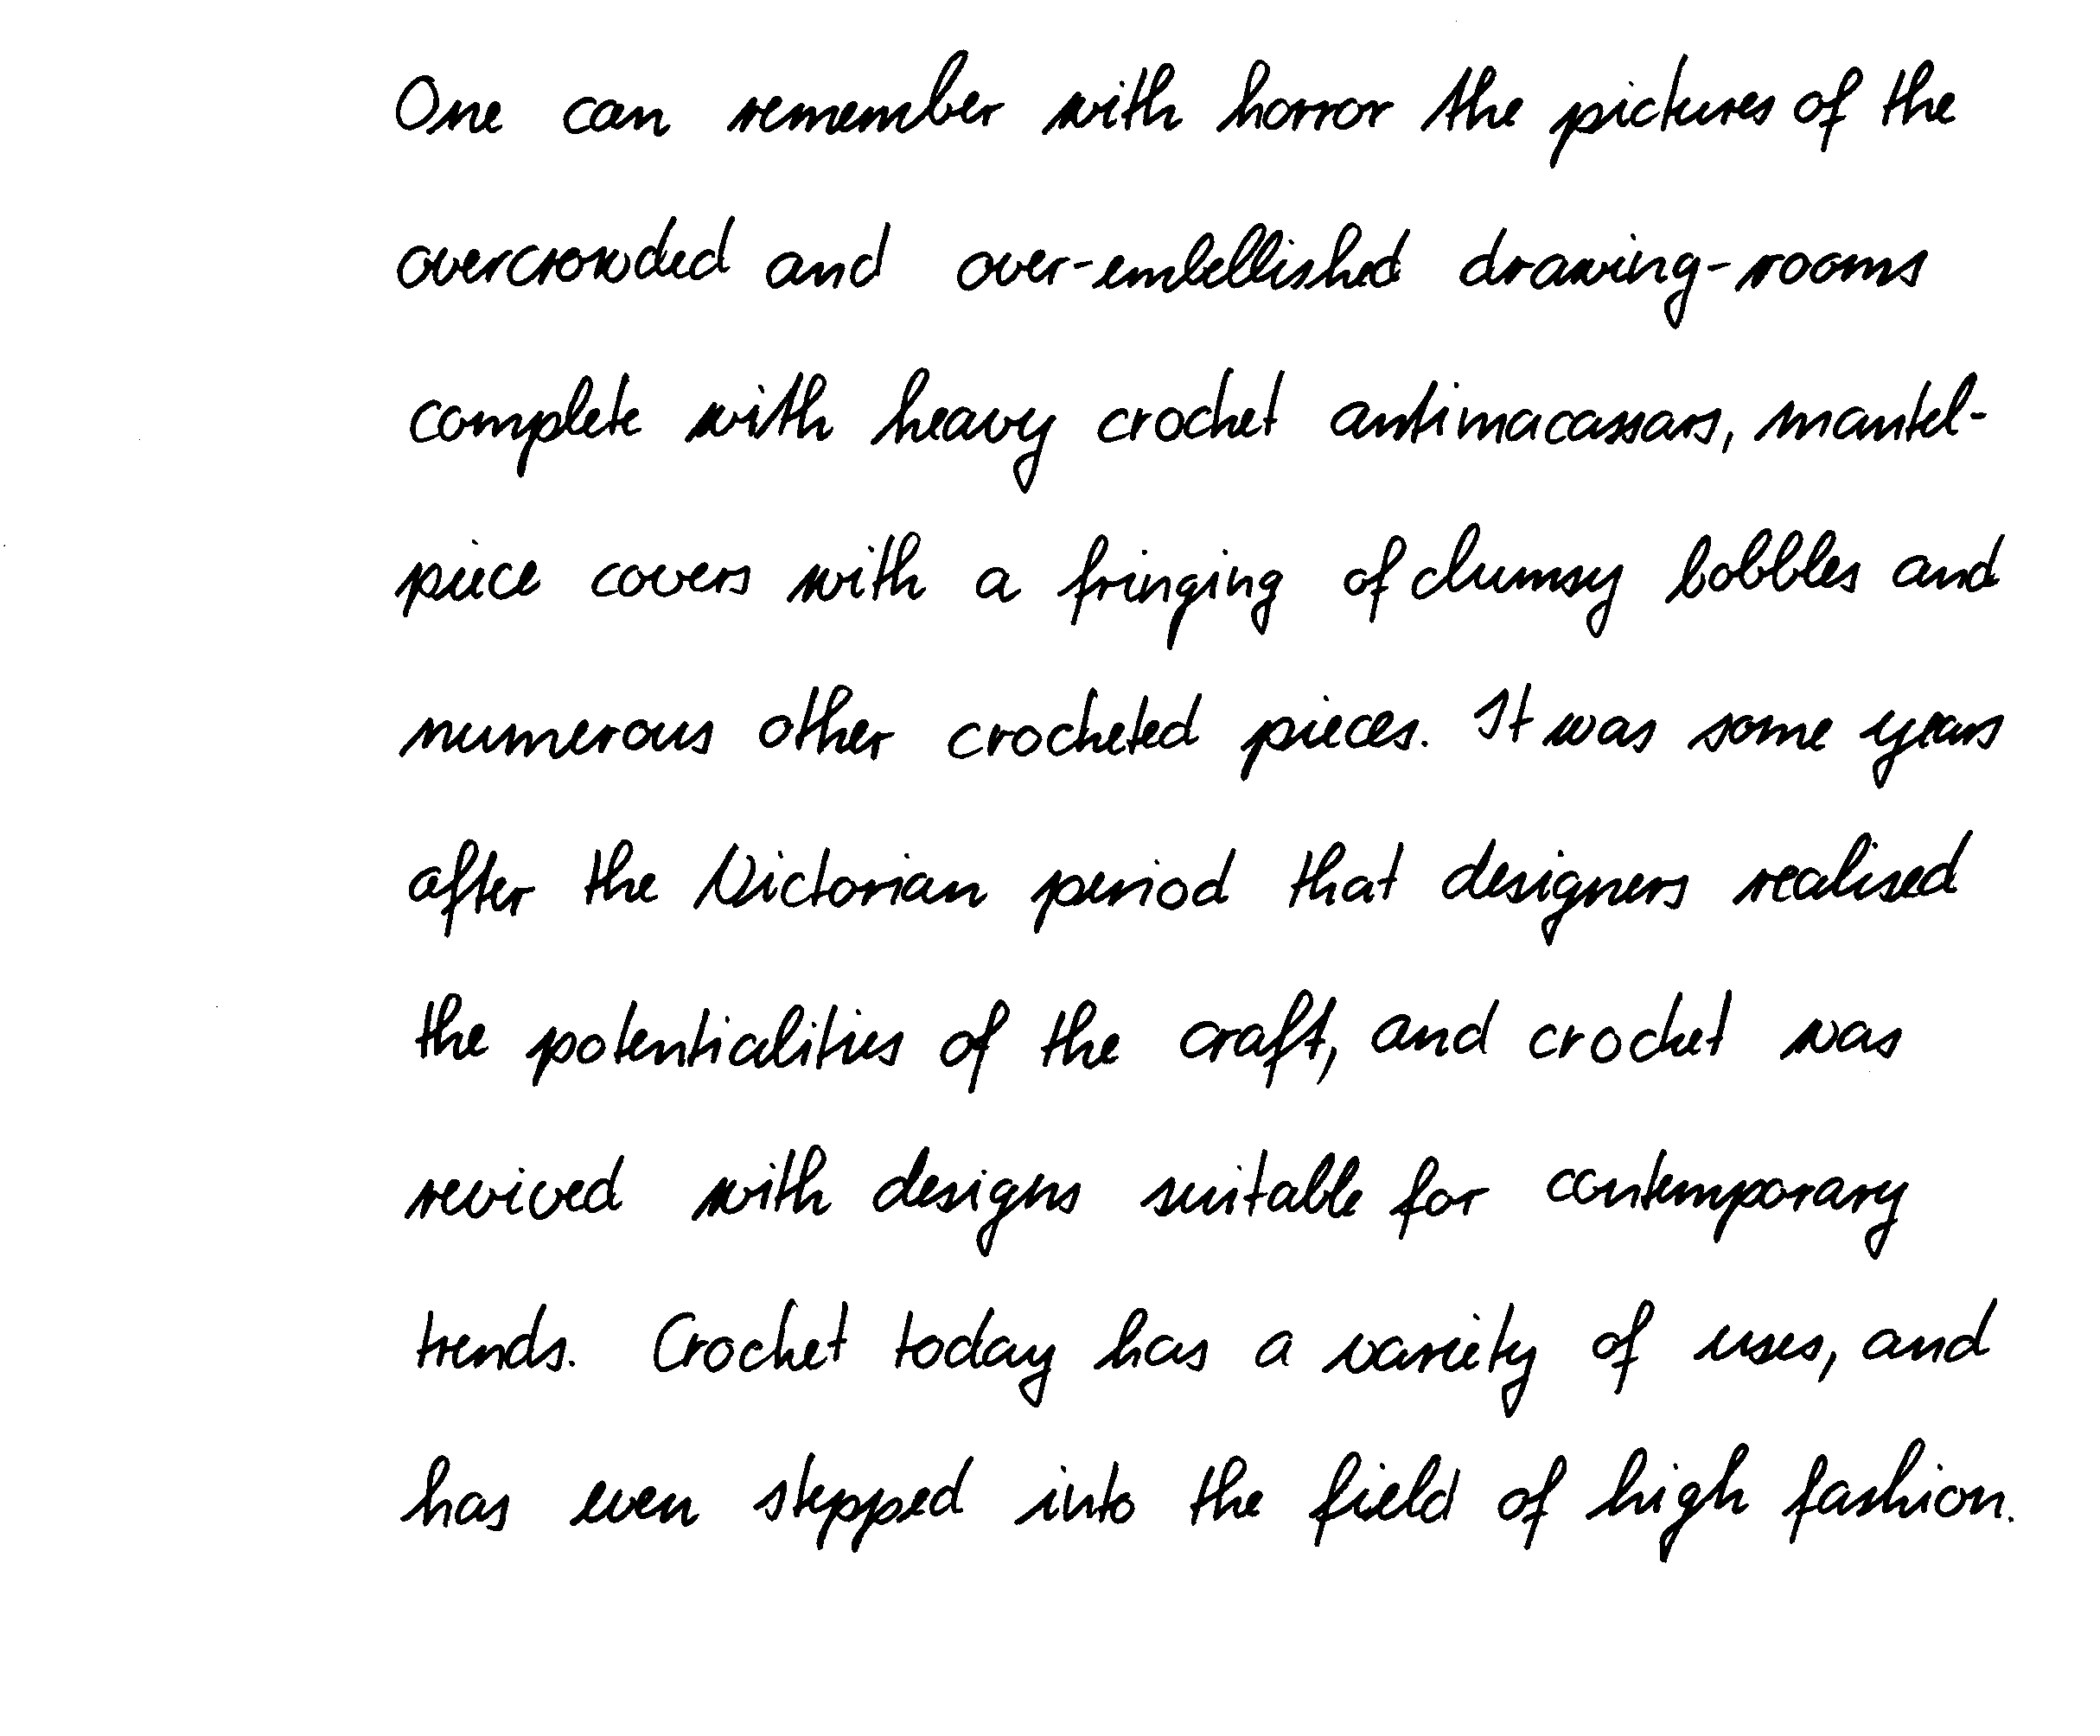 One can remember with horror the pictures of the
overcrowded and over-embellished drawing-rooms
complete with heavy crochet antimacassars, mantel-
piece covers with a fringing of clumsy bobbles and
numerous other crocheted pieces. It was some years
after the Victorian period that designers realised
the potentialities of the craft, and crochet was
revived with designs suitable for contemporary
trends. Crochet today has a variety of uses, and
has even stepped into the field of high fashion.